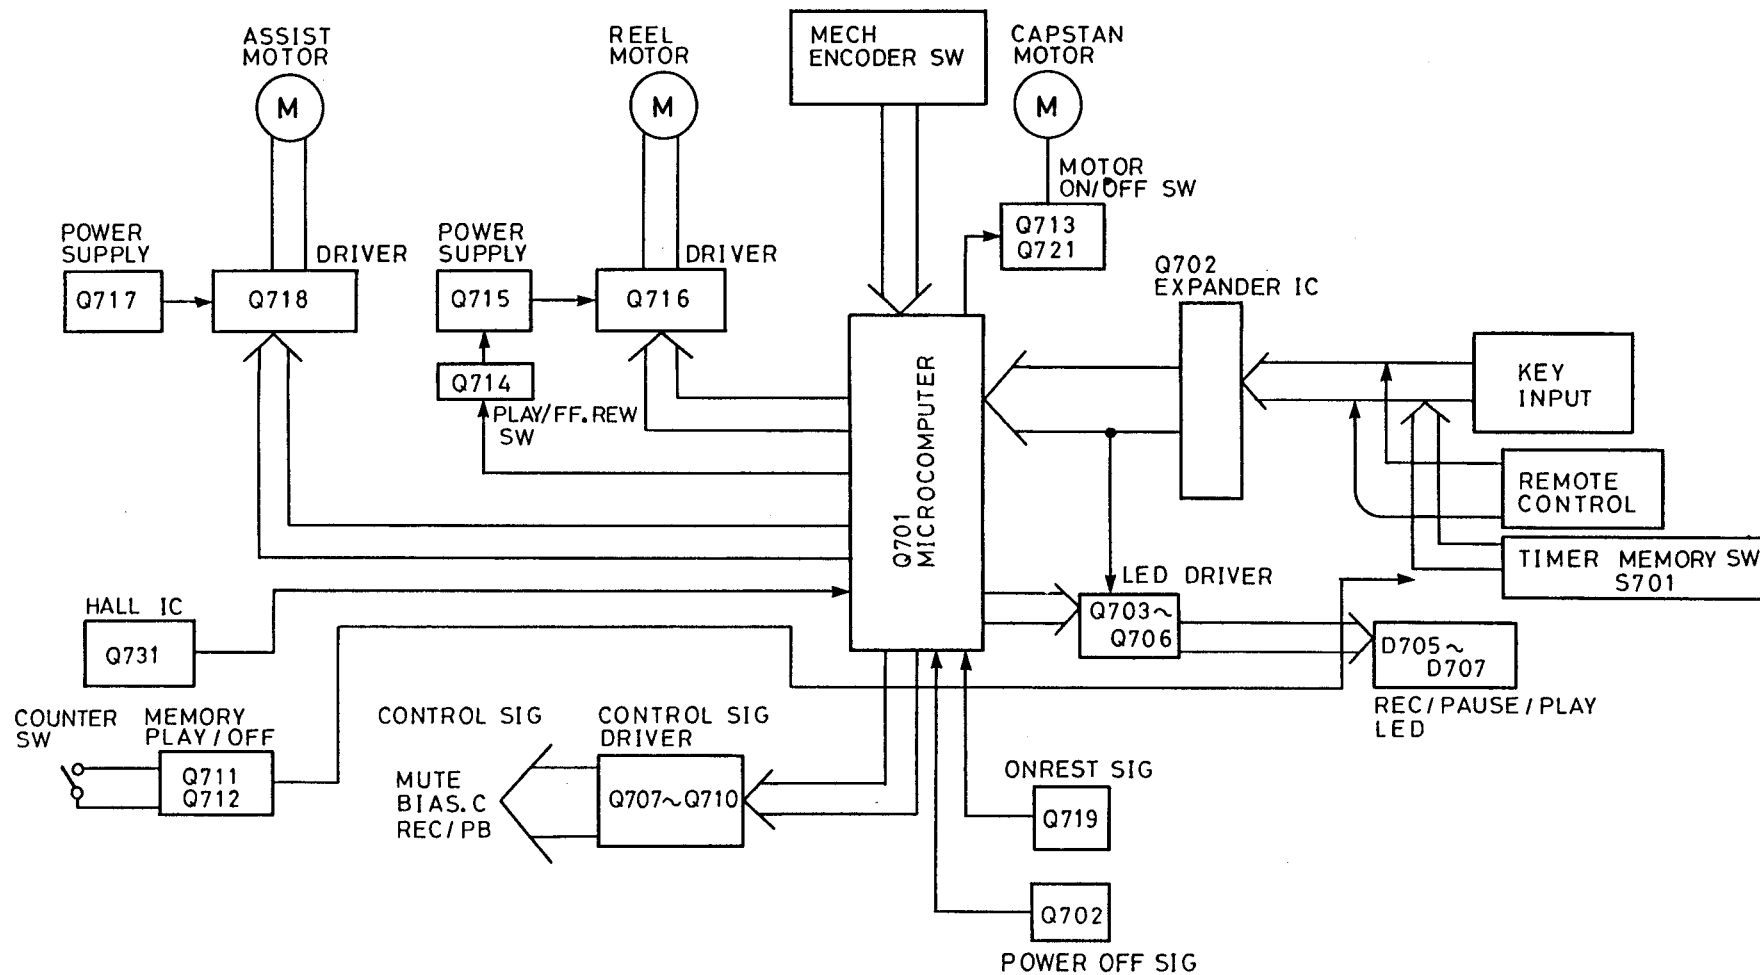 ASSIST
MOTOR
M
REEL
MOTOR
M
MECH
ENCODER SW
CAPSTAN
MOTOR
M
MOTOR
ON/OFF SW
Q713
Q721
POWER
SUPPLY
Q717
DRIVER
Q718
POWER
SUPPLY
Q715
DRIVER
Q716
Q714
PLAY/FF.REW
SW
Q702
EXPANDER IC
KEY
INPUT
REMOTE
CONTROL
TIMER MEMORY SW
S701
Q701
MICROCOMPUTER
LED DRIVER
Q703~
Q706
D705~
D707
REC/PAUSE/PLAY
LED
HALL IC
Q731
COUNTER
SW
MEMORY
PLAY/OFF
Q711
Q712
CONTROL SIG
MUTE
BIAS.C
REC/PB
CONTROL SIG
DRIVER
Q707~Q710
ONREST SIG
Q719
Q702
POWER OFF SIG